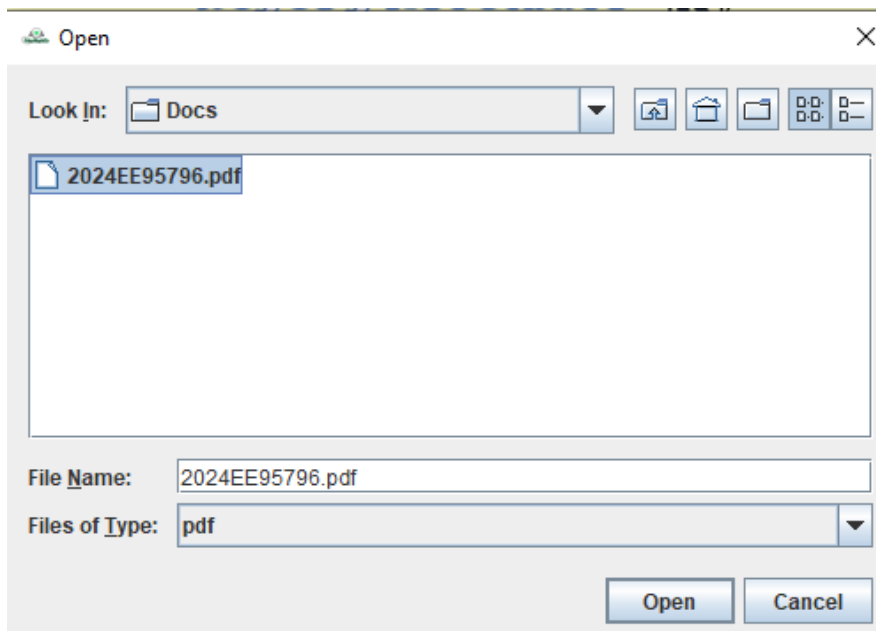 Open
Look In: Docs
2024EE95796.pdf
File Name: 2024EE95796.pdf
Files of Type: pdf
Open Cancel